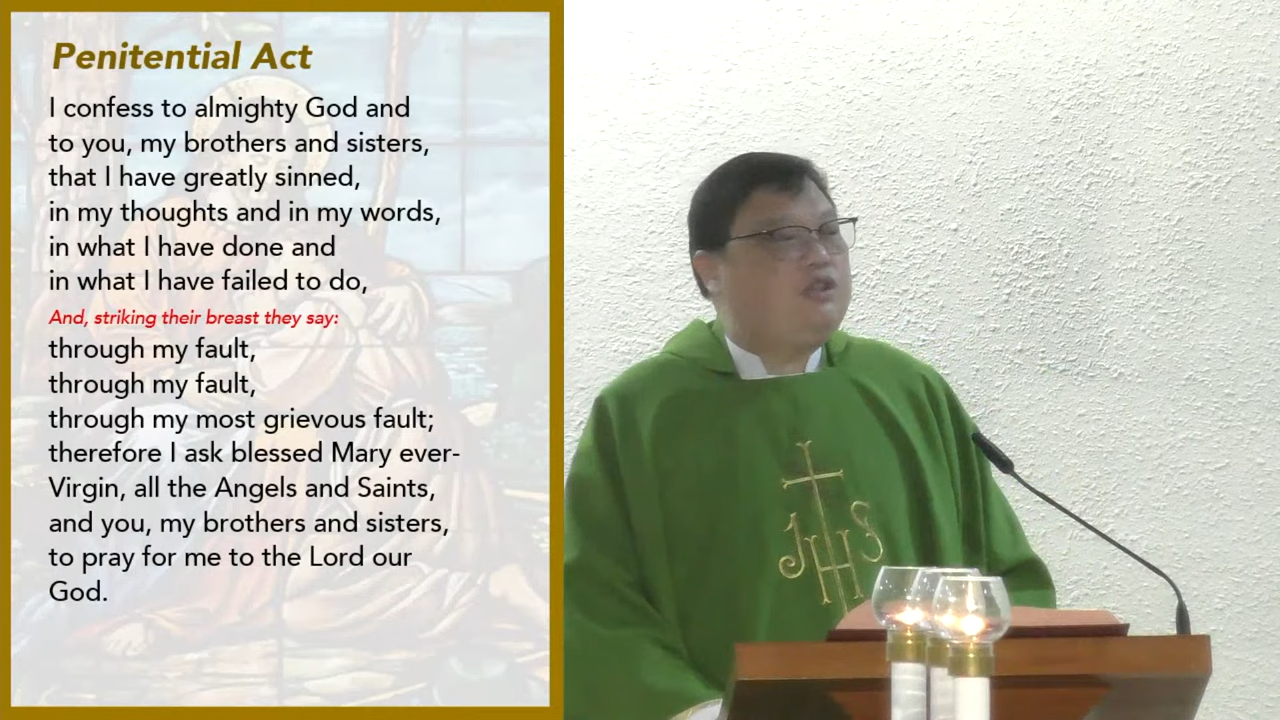 Penitential Act
I confess to almighty God and
to you, my brothers and sisters,
that I have greatly sinned,
in my thoughts and in my words,
in what I have done and
in what I have failed to do,
And, striking their breast they say:
through my fault,
through my fault,
through my most grievous fault;
therefore I ask blessed Mary ever-
Virgin, all the Angels and Saints,
and you, my brothers and sisters,
to pray for me to the Lord our
God.
JHS